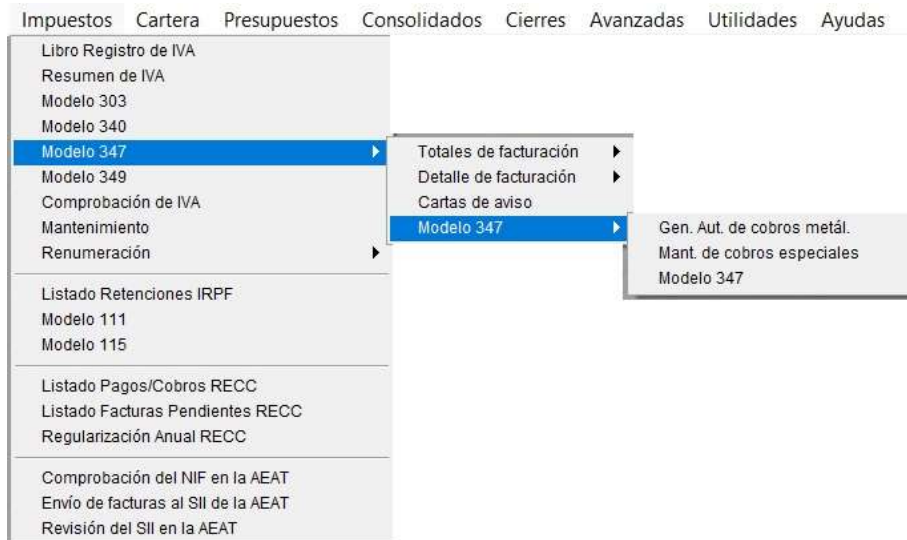 Impuestos Cartera Presupuestos Consolidados Cierres Avanzadas Utilidades Ayudas
Libro Registro de IVA
Resumen de IVA
Modelo 303
Modelo 340
Modelo 347
Modelo 349
Comprobación de IVA
Mantenimiento
Renumeración
Listado Retenciones IRPF
Modelo 111
Modelo 115
Listado Pagos/Cobros RECC
Listado Facturas Pendientes RECC
Regularización Anual RECC
Comprobación del NIF en la AEAT
Envío de facturas al SII de la AEAT
Revisión del SII en la AEAT
Totales de facturación
Detalle de facturación
Cartas de aviso
Modelo 347
Gen. Aut. de cobros metál.
Mant. de cobros especiales
Modelo 347